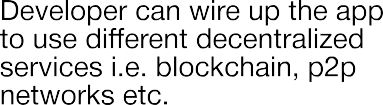 Developer can wire up the app
to use different decentralized
services i.e. blockchain, p2p
networks etc.